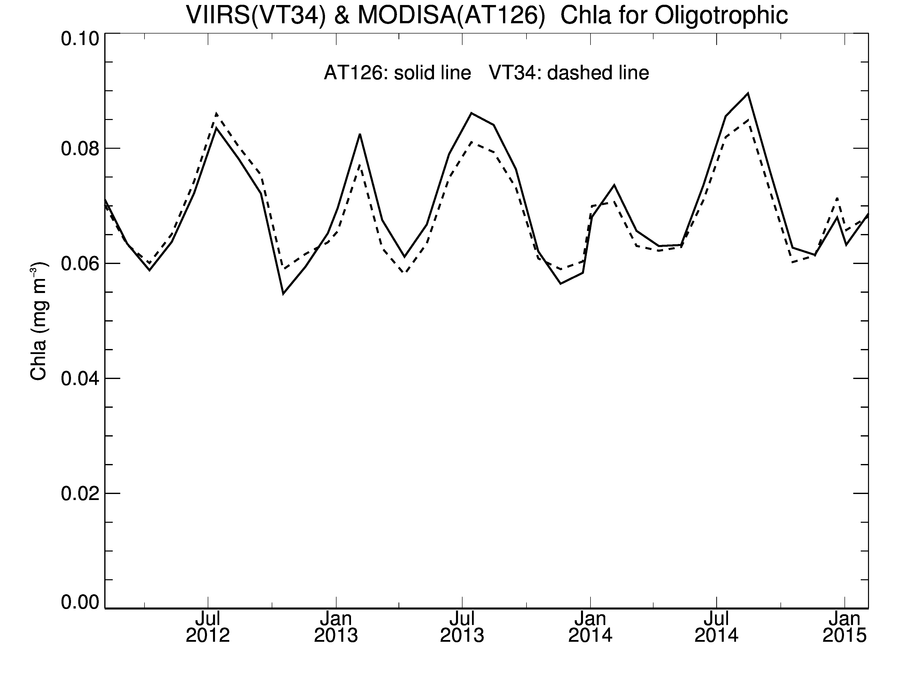 VIIRS(VT34) & MODISA(AT126)  Chla for Oligotrophic
AT126: solid line   VT34: dashed line
Chla (mg m⁻³)
0.10
0.08
0.06
0.04
0.02
0.00
Jul Jan Jul Jan Jul Jan
2012 2013 2013 2014 2014 2015